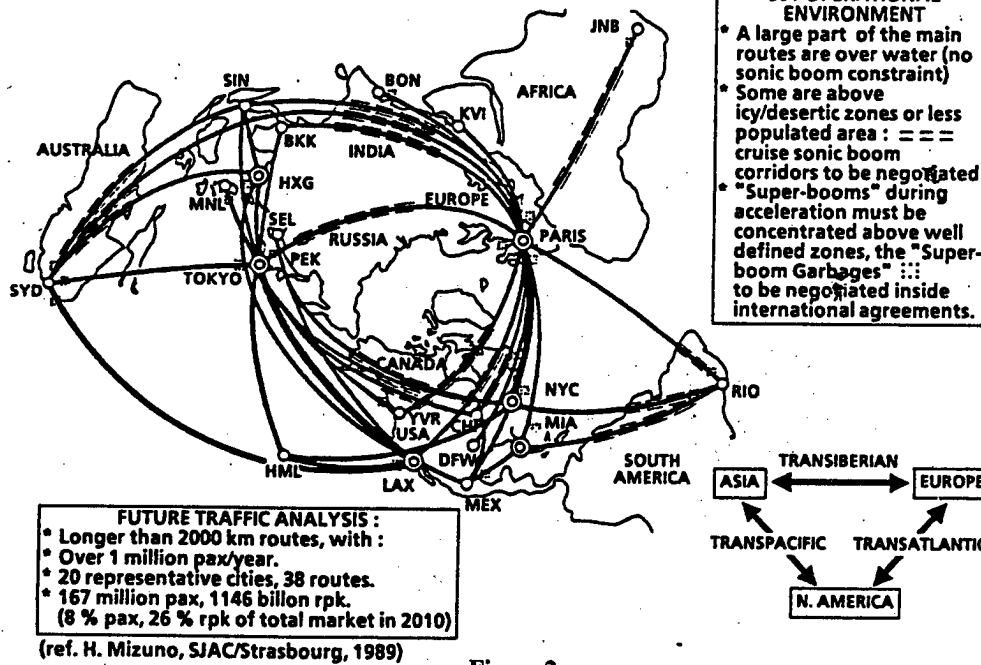 ENVIRONMENT
* A large part of the main
routes are over water (no
sonic boom constraint)
* Some are above
icy/desertic zones or less
populated area : = = =
cruise sonic boom
corridors to be negotiated
* "Super-booms" during
acceleration must be
concentrated above well
defined zones, the "Super-
boom Garbages"
to be negotiated inside
international agreements.
JNB
SIN
BON
AFRICA
KVI
BKK
AUSTRALIA
INDIA
HXG
MNL
EUROPE
SEL
RUSSIA
PARIS
PEK
TOKYO
SYD
CANADA
NYC
RIO
YVR
USA
MIA
DFW
HML
LAX
SOUTH
AMERICA
MEX
TRANSIBERIAN
ASIA
EUROPE
TRANSPACIFIC
TRANSATLANTIC
N. AMERICA
FUTURE TRAFFIC ANALYSIS :
* Longer than 2000 km routes, with :
* Over 1 million pax/year.
* 20 representative cities, 38 routes.
* 167 million pax, 1146 billon rpk.
(8 % pax, 26 % rpk of total market in 2010)
(ref. H. Mizuno, SJAC/Strasbourg, 1989)